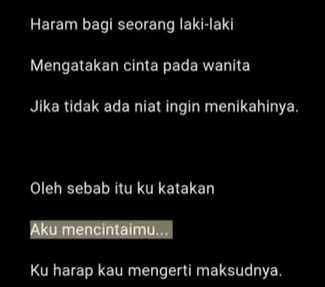 Haram bagi seorang laki-laki
Mengatakan cinta pada wanita
Jika tidak ada niat ingin menikahinya.
Oleh sebab itu ku katakan
Aku mencintaimu...
Ku harap kau mengerti maksudnya.